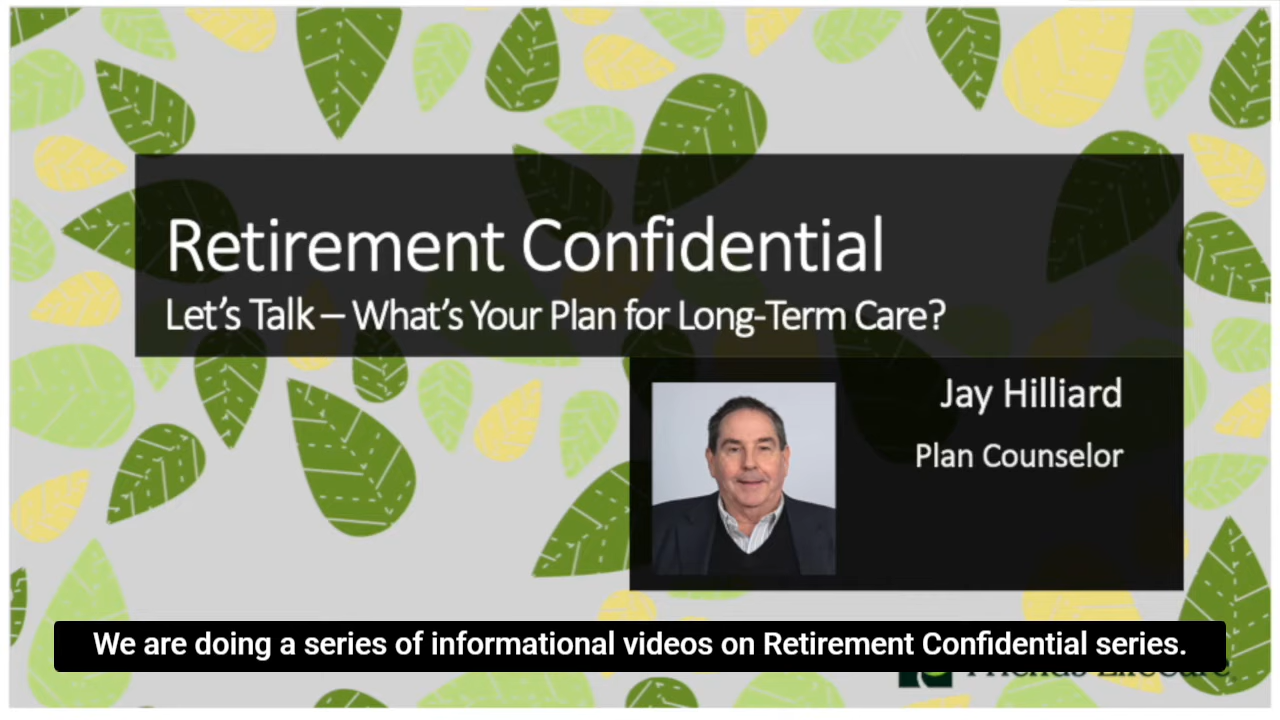 Retirement Confidential
Let's Talk – What's Your Plan for Long-Term Care?
Jay Hilliard
Plan Counselor
We are doing a series of informational videos on Retirement Confidential series.